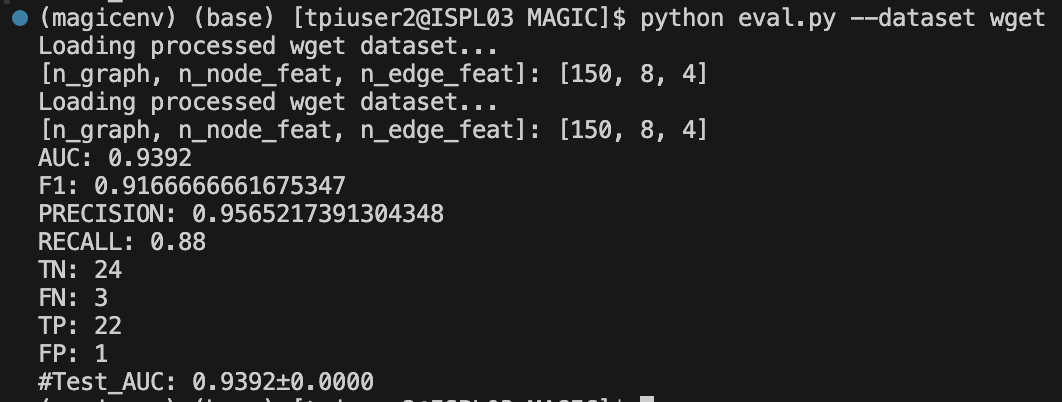 (magicenv) (base) [tpiuser2@ISPL03 MAGIC]$ python eval.py --dataset wget
Loading processed wget dataset...
[n_graph, n_node_feat, n_edge_feat]: [150, 8, 4]
Loading processed wget dataset...
[n_graph, n_node_feat, n_edge_feat]: [150, 8, 4]
AUC: 0.9392
F1: 0.91666666661675347
PRECISION: 0.9565217391304348
RECALL: 0.88
TN: 24
FN: 3
TP: 22
FP: 1
#Test_AUC: 0.9392±0.0000